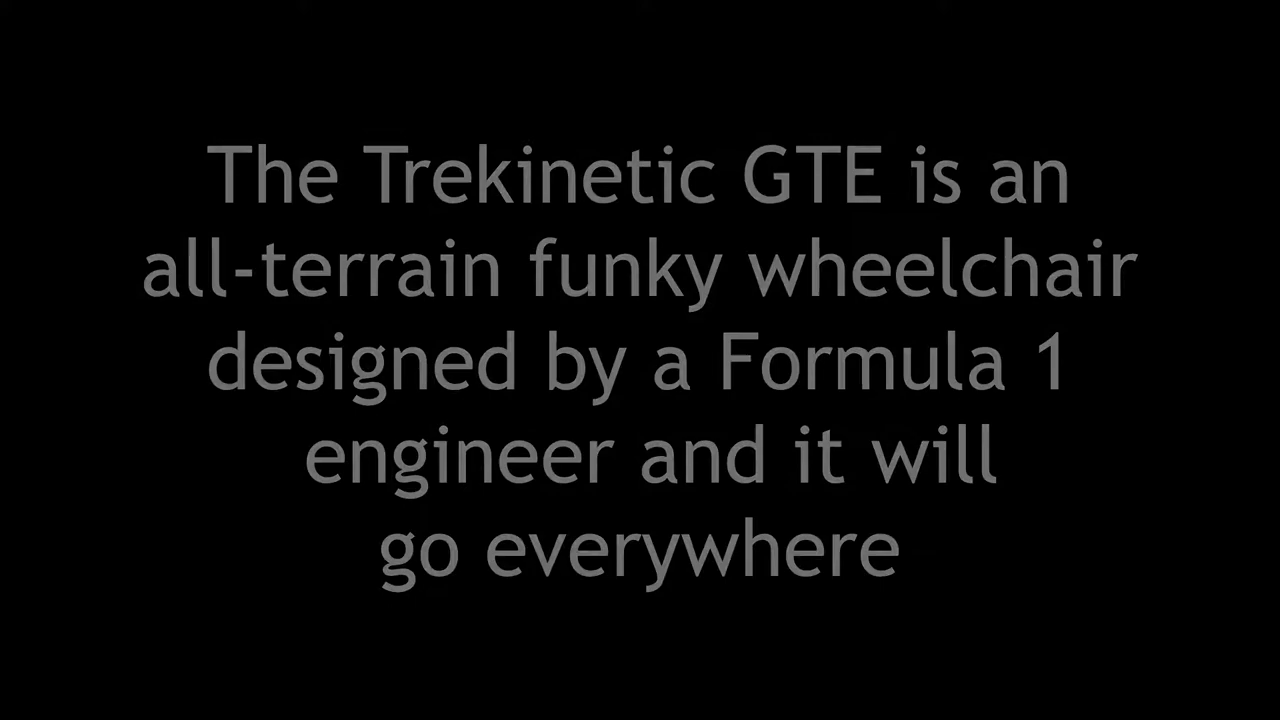 The Trekinetic GTE is an
all-terrain funky wheelchair
designed by a Formula 1
engineer and it will
go everywhere